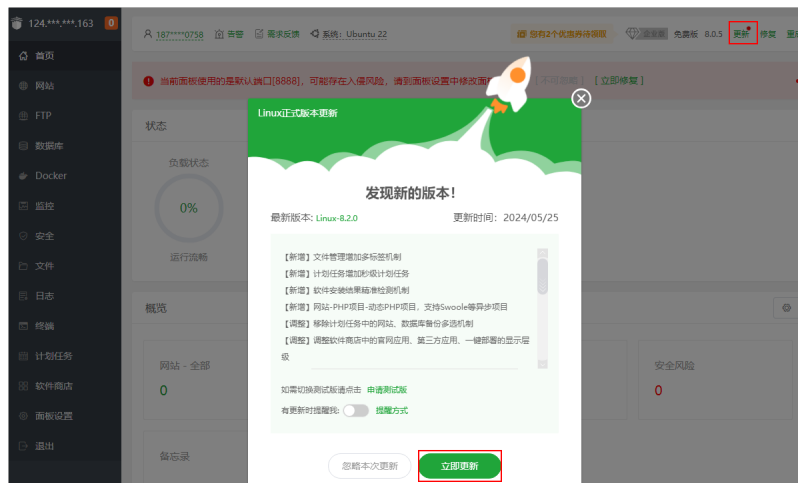 124.***.***.163 0
187****0758 告警 需求反馈 系统: Ubuntu 22 您有2个优惠券待领取 企业版 免费版 8.0.5 更新 修复
首页
网站
FTP
数据库
Docker
监控
安全
文件
日志
终端
计划任务
软件商店
面板设置
退出
当前面板使用的是默认端口[8888]，可能存在入侵风险，请到面板设置中修改面 [立即修复]
状态
负载状态
0%
运行流畅
概览
网站 - 全部
0
安全风险
0
备忘录
Linux正式版本更新
发现新的版本！
最新版本: Linux-8.2.0 更新时间: 2024/05/25
【新增】文件管理增加多标签机制
【新增】计划任务增加秒级计划任务
【新增】软件安装结果精准检测机制
【新增】网站-PHP项目-动态PHP项目，支持Swoole等异步项目
【调整】移除计划任务中的网站、数据库备份多选机制
【调整】调整软件商店中的官网应用、第三方应用、一键部署的显示层
级
如需切换测试版请点击 申请测试版
有更新时提醒我: 提醒方式
忽略本次更新 立即更新